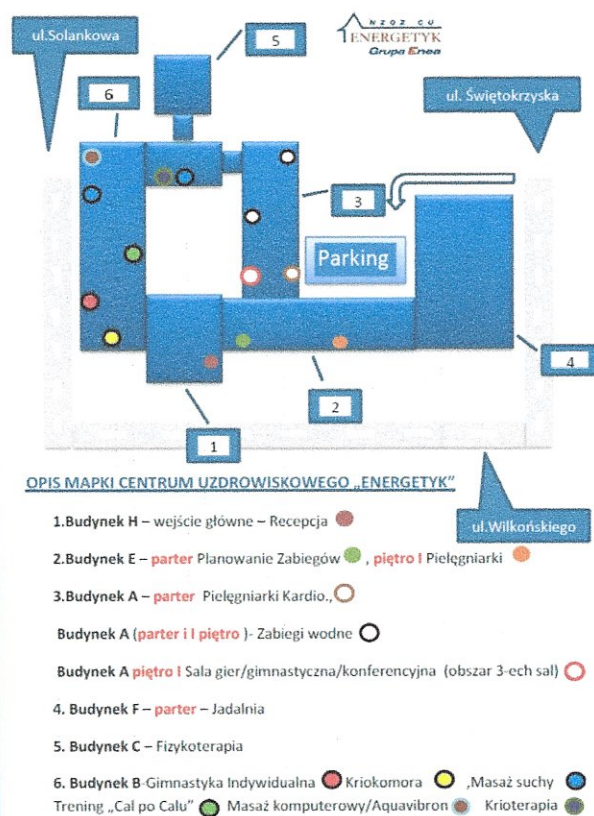 NZOZ CU
ENERGETYK
Grupa Enea
ul.Solankowa
5
6
ul. Świętokrzyska
3
Parking
4
2
1
OPIS MAPKI CENTRUM UZDROWISKOWEGO „ENERGETYK”
ul.Wilkońskiego
1.Budynek H – wejście główne – Recepcja
2.Budynek E – parter Planowanie Zabiegów , piętro I Pielęgniarki
3.Budynek A – parter Pielęgniarki Kardio.,
Budynek A (parter i I piętro )- Zabiegi wodne
Budynek A piętro I Sala gier/gimnastyczna/konferencyjna (obszar 3-ech sal)
4. Budynek F – parter – Jadalnia
5. Budynek C – Fizykoterapia
6. Budynek B-Gimnastyka Indywidualna Kriokomora ,Masaż suchy
Trening „Cal po Calu” Masaż komputerowy/Aquavibron Krioterapia